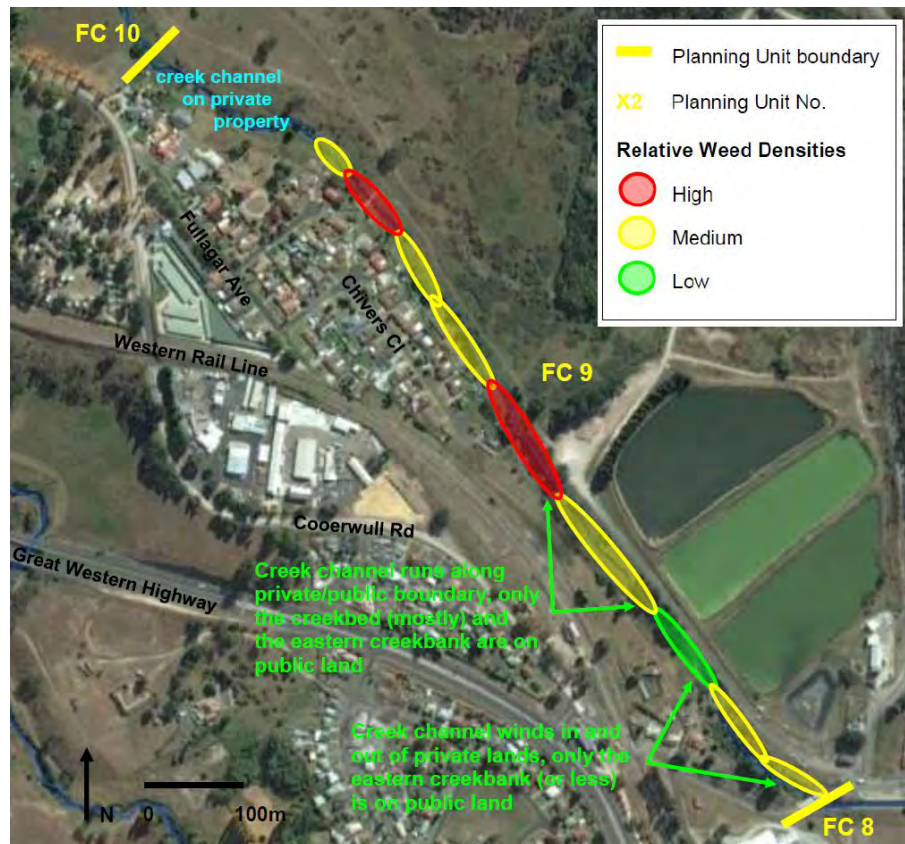 FC 10
creek channel
on private
property
Planning Unit boundary
X2 Planning Unit No.
Relative Weed Densities
High
Medium
Low
Fullagar Ave
Chivers Cl
Western Rail Line
FC 9
Cooerwull Rd
Great Western Highway
Creek channel runs along
private/public boundary, only
the creekbed (mostly) and
the eastern creekbank are on
public land
Creek channel winds in and
out of private lands, only the
eastern creekbank (or less)
is on public land
N 0 100m
FC 8